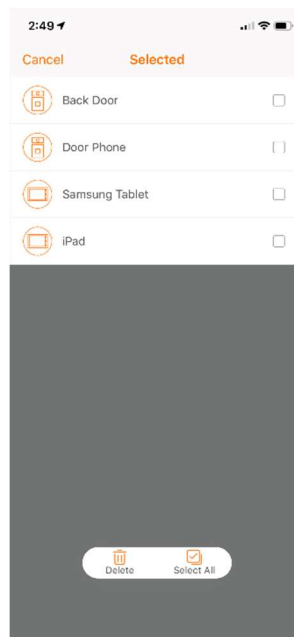 2:49
Cancel Selected
Back Door
Door Phone
Samsung Tablet
iPad
Delete Select All